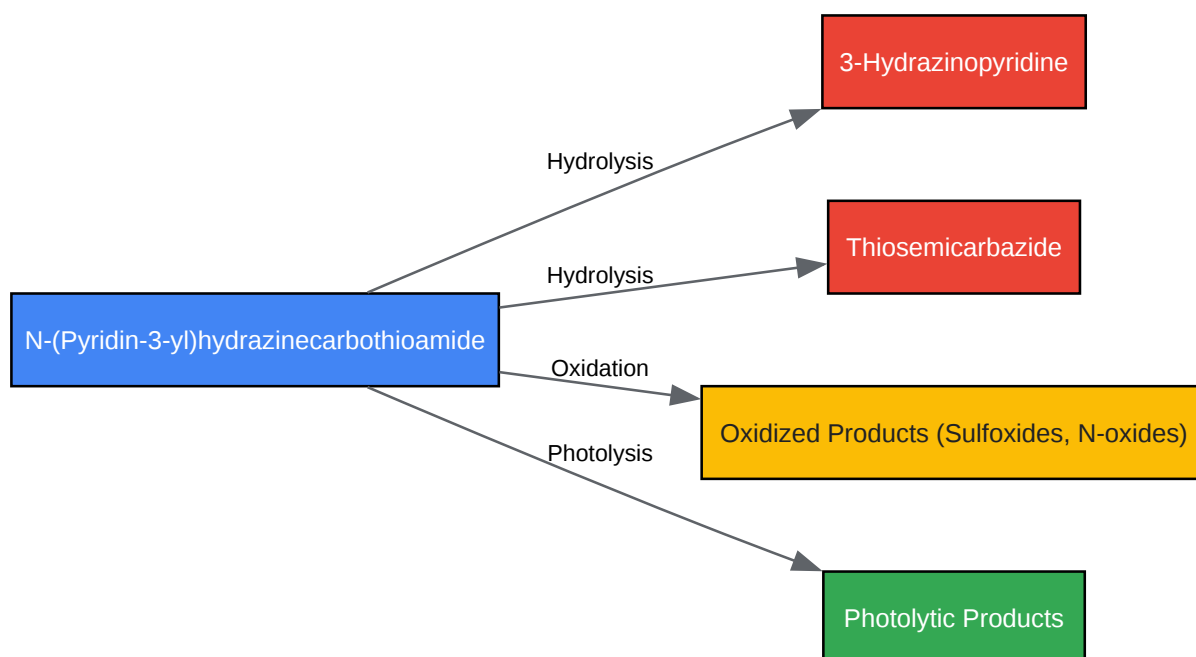 3-Hydrazinopyridine
Hydrolysis
Thiosemicarbazide
Hydrolysis
N-(Pyridin-3-yl)hydrazinecarbothioamide
Oxidation
Oxidized Products (Sulfoxides, N-oxides)
Photolysis
Photolytic Products